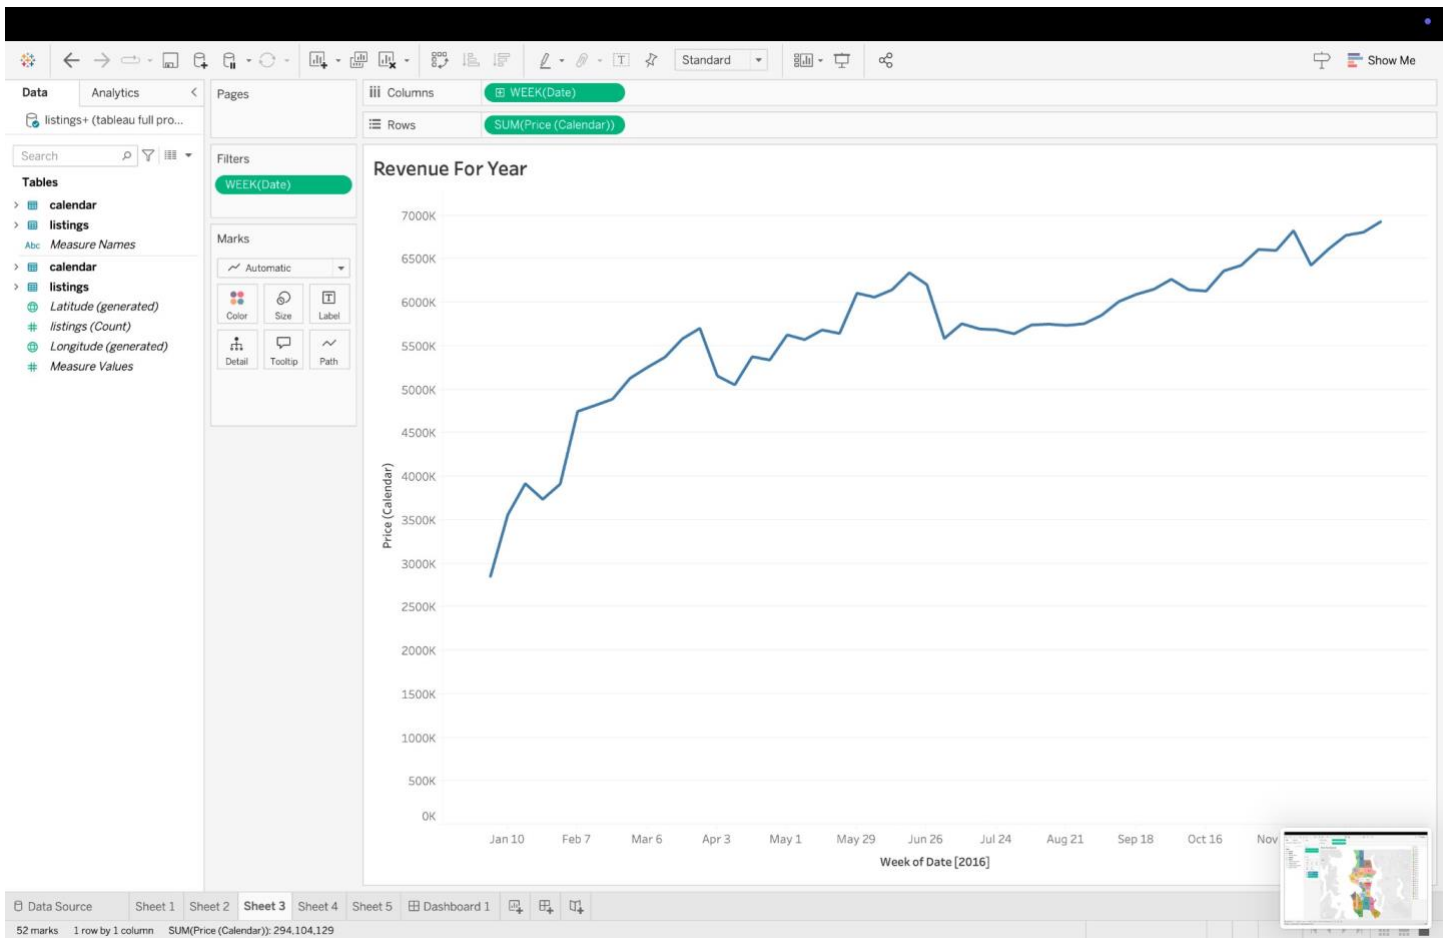 Standard
Show Me
Data Analytics
listings+ (tableau full pro...
Search
Tables
calendar
listings
Abc Measure Names
calendar
listings
Latitude (generated)
# listings (Count)
Longitude (generated)
# Measure Values
Pages
Filters
WEEK(Date)
Marks
Automatic
Color Size Label
Detail Tooltip Path
Columns WEEK(Date)
Rows SUM(Price (Calendar))
Revenue For Year
7000K
6500K
6000K
5500K
5000K
4500K
4000K
3500K
3000K
2500K
2000K
1500K
1000K
500K
0K
Price (Calendar)
Jan 10 Feb 7 Mar 6 Apr 3 May 1 May 29 Jun 26 Jul 24 Aug 21 Sep 18 Oct 16 Nov
Week of Date [2016]
Data Source Sheet 1 Sheet 2 Sheet 3 Sheet 4 Sheet 5 Dashboard 1
52 marks 1 row by 1 column SUM(Price (Calendar)): 294,104,129